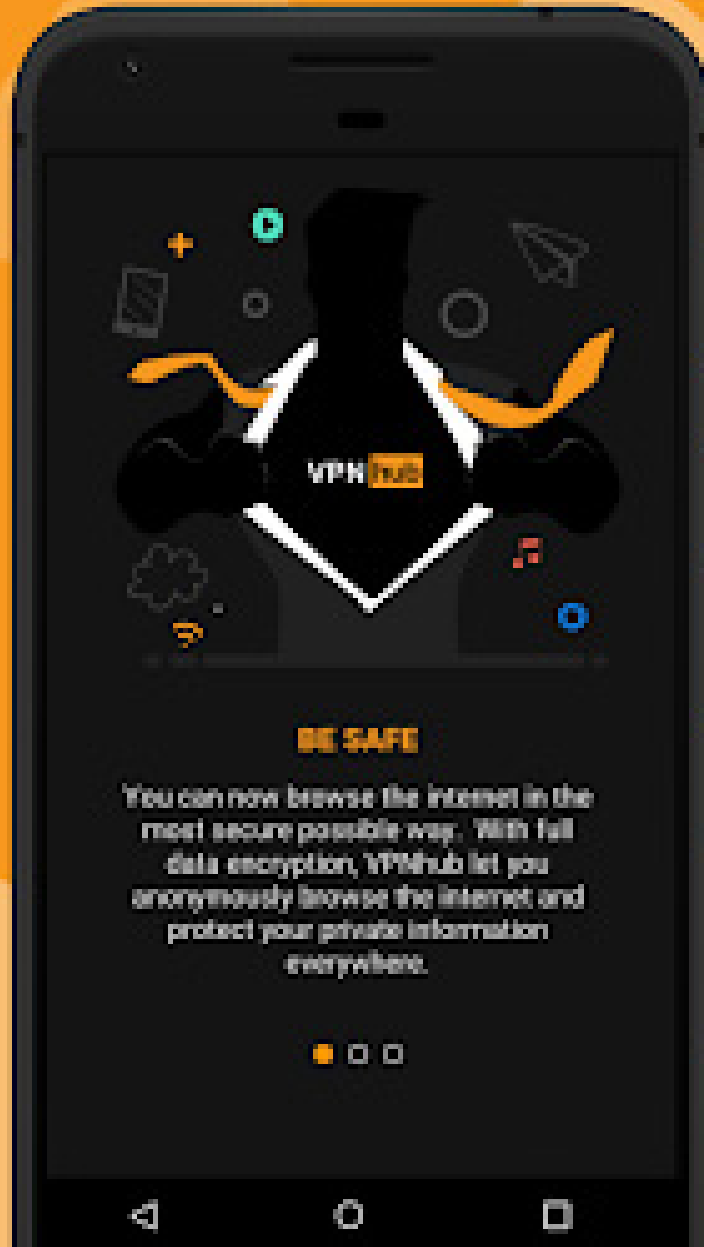 VPNhub
BE SAFE
You can now browse the internet in the
most secure possible way. With full
data encryption, VPNhub let you
anonymously browse the internet and
protect your private information
everywhere.